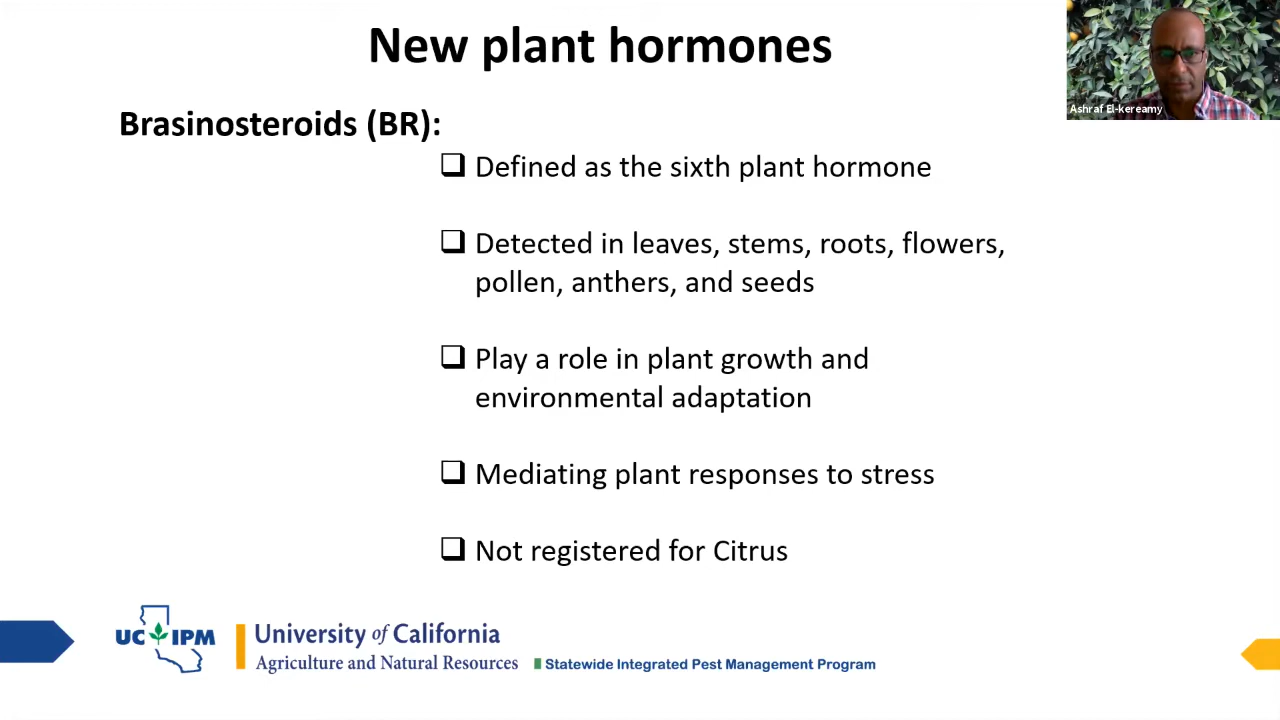 New plant hormones
Ashraf El-kereamy
Brasinosteroids (BR):
Defined as the sixth plant hormone
Detected in leaves, stems, roots, flowers,
pollen, anthers, and seeds
Play a role in plant growth and
environmental adaptation
Mediating plant responses to stress
Not registered for Citrus
UC IPM
University of California
Agriculture and Natural Resources
Statewide Integrated Pest Management Program